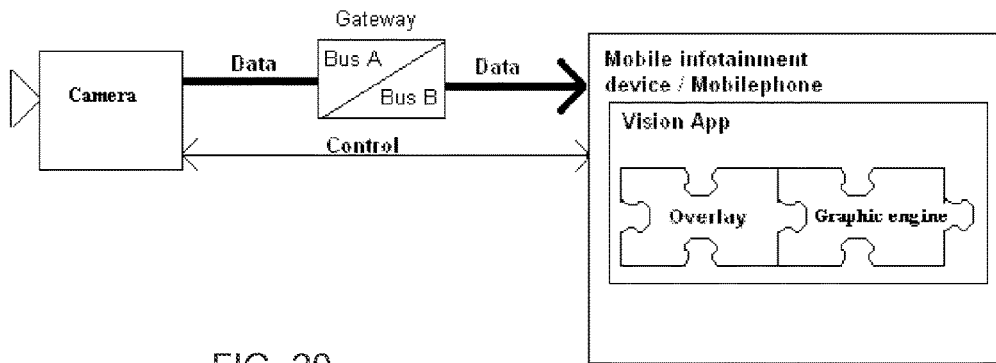 Gateway
Camera
Data
Bus A
Bus B
Data
Control
Mobile infotainment
device / Mobilephone
Vision App
Overlay
Graphic engine